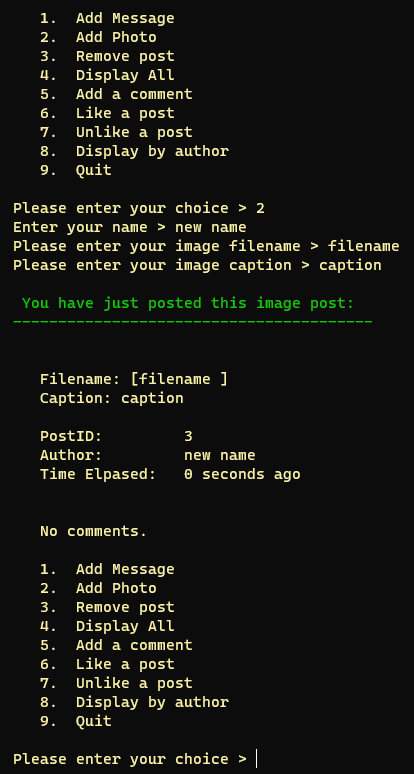 1. Add Message
2. Add Photo
3. Remove post
4. Display All
5. Add a comment
6. Like a post
7. Unlike a post
8. Display by author
9. Quit
Please enter your choice > 2
Enter your name > new name
Please enter your image filename > filename
Please enter your image caption > caption
You have just posted this image post:
----------------------------------------
Filename: [filename ]
Caption: caption
PostID: 3
Author: new name
Time Elpased: 0 seconds ago
No comments.
1. Add Message
2. Add Photo
3. Remove post
4. Display All
5. Add a comment
6. Like a post
7. Unlike a post
8. Display by author
9. Quit
Please enter your choice >